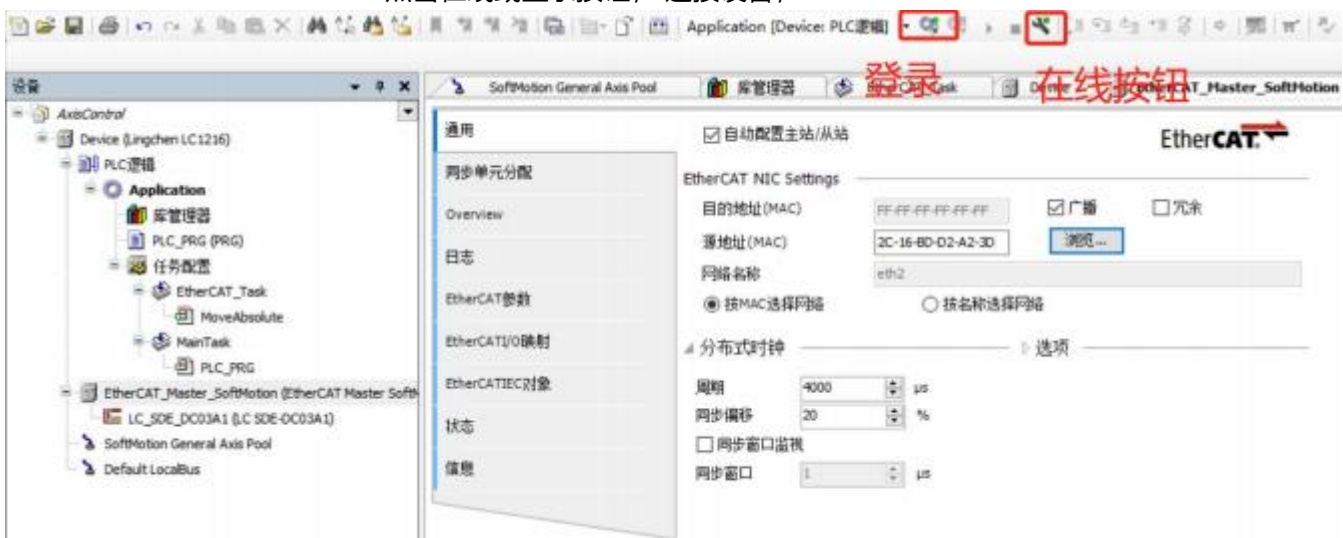 点击在线或登录按钮，连接设备；
Application [Device: PLC逻辑]
登录
在线按钮
设备
AxisControl
Device (Lingchen LC1216)
PLC逻辑
Application
库管理器
PLC_PRG (PRG)
任务配置
EtherCAT_Task
MoveAbsolute
MainTask
PLC_PRG
EtherCAT_Master_SoftMotion (EtherCAT Master SoftM
LC_SDE_DC03A1 (LC SDE-DC03A1)
SoftMotion General Axis Pool
Default LocalBus
SoftMotion General Axis Pool
库管理器
EtherCAT_Master_SoftMotion
通用
同步单元分配
Overview
日志
EtherCAT参数
EtherCATI/O映射
EtherCATIEC对象
状态
信息
自动配置主站/从站
EtherCAT
EtherCAT NIC Settings
目的地址(MAC) FF-FF-FF-FF-FF-FF 广播 冗余
源地址(MAC) 2C-16-BD-D2-A2-3D 浏览...
网络名称 eth2
按MAC选择网络 按名称选择网络
分布式时钟 选项
周期 4000 μs
同步偏移 20 %
同步窗口监视
同步窗口 1 μs